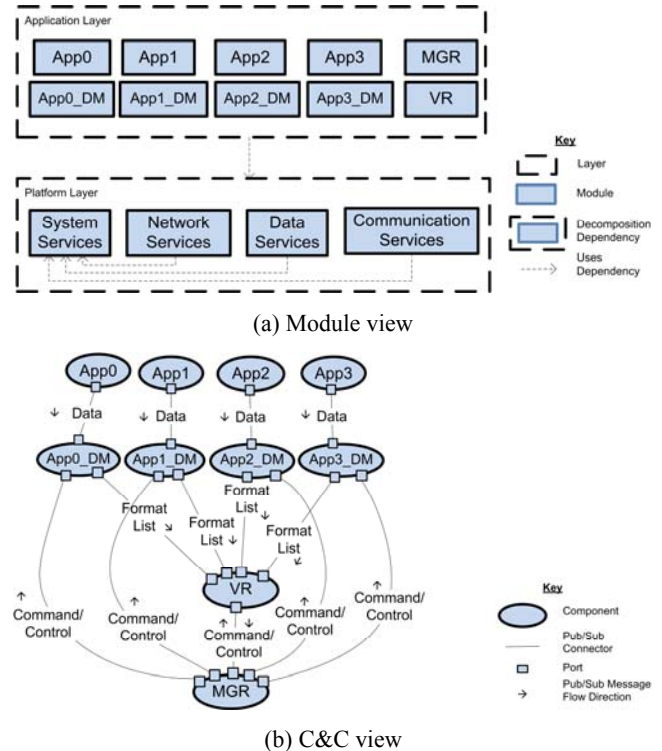 Application Layer
App0 App1 App2 App3 MGR
App0_DM App1_DM App2_DM App3_DM VR
Platform Layer
System Services
Network Services
Data Services
Communication Services
Key
Layer
Module
Decomposition
Dependency
Uses
Dependency
(a) Module view
App0 App1 App2 App3
Data Data Data Data
App0_DM App1_DM App2_DM App3_DM
Format
List
Format
List
Format
List
Format
List
VR
Command/
Control
Command/
Control
Command/
Control
Command/
Control
Command/
Control
MGR
Key
Component
Pub/Sub
Connector
Port
Pub/Sub Message
Flow Direction
(b) C&C view